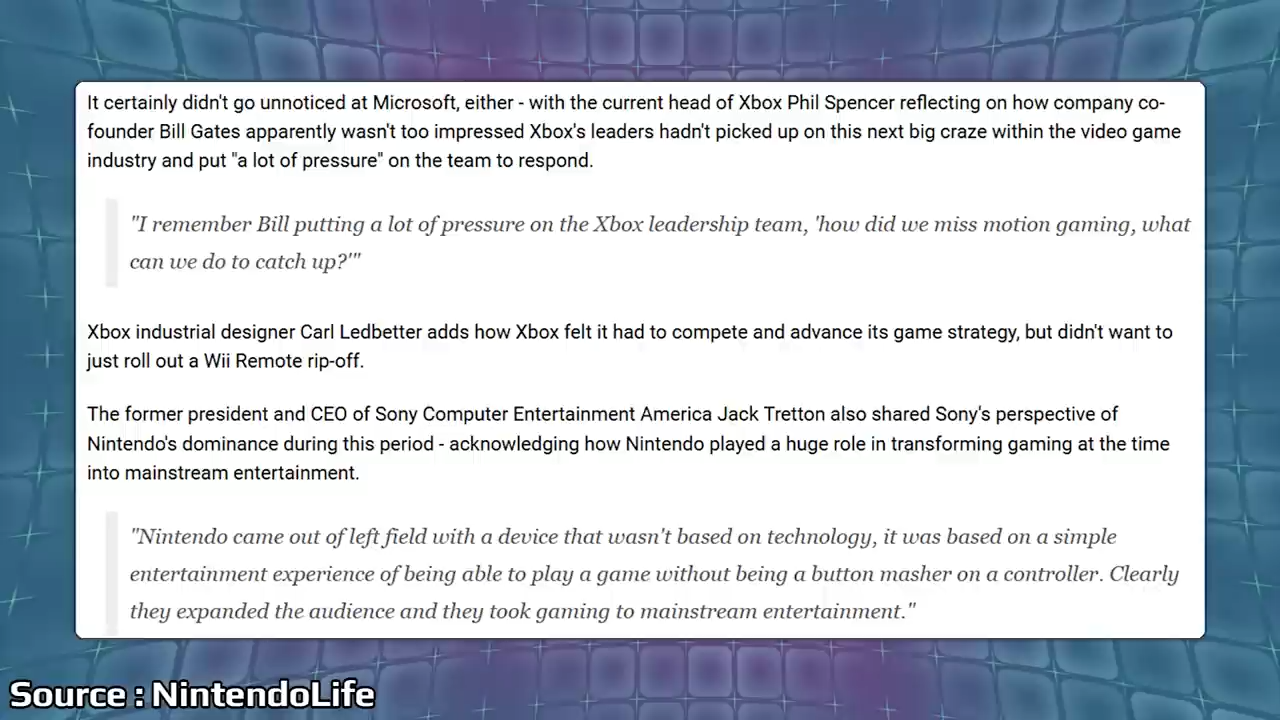 It certainly didn't go unnoticed at Microsoft, either - with the current head of Xbox Phil Spencer reflecting on how company co-
founder Bill Gates apparently wasn't too impressed Xbox's leaders hadn't picked up on this next big craze within the video game
industry and put "a lot of pressure" on the team to respond.
"I remember Bill putting a lot of pressure on the Xbox leadership team, 'how did we miss motion gaming, what
can we do to catch up?'"
Xbox industrial designer Carl Ledbetter adds how Xbox felt it had to compete and advance its game strategy, but didn't want to
just roll out a Wii Remote rip-off.
The former president and CEO of Sony Computer Entertainment America Jack Tretton also shared Sony's perspective of
Nintendo's dominance during this period - acknowledging how Nintendo played a huge role in transforming gaming at the time
into mainstream entertainment.
"Nintendo came out of left field with a device that wasn't based on technology, it was based on a simple
entertainment experience of being able to play a game without being a button masher on a controller. Clearly
they expanded the audience and they took gaming to mainstream entertainment."
Source : NintendoLife